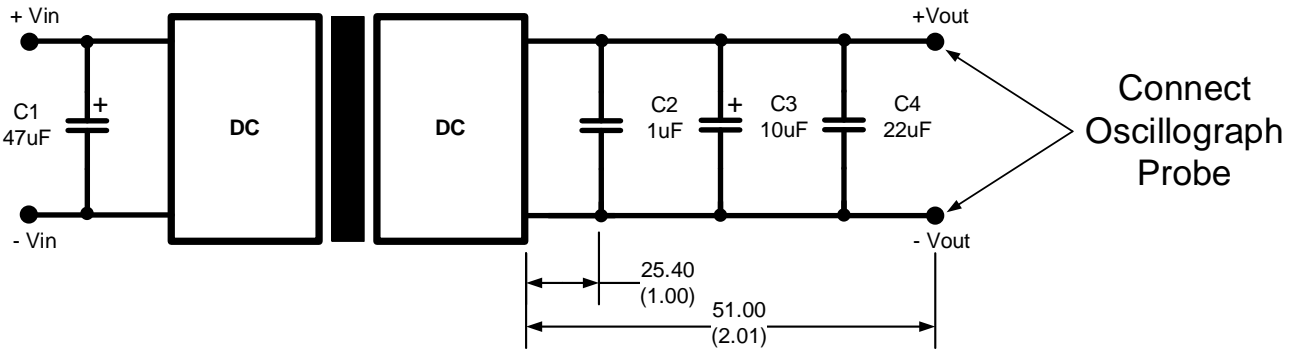 + Vin
+Vout
C1
47uF
+
DC
DC
C2
1uF
+
C3
10uF
C4
22uF
Connect
Oscillograph
Probe
- Vin
- Vout
25.40
(1.00)
51.00
(2.01)